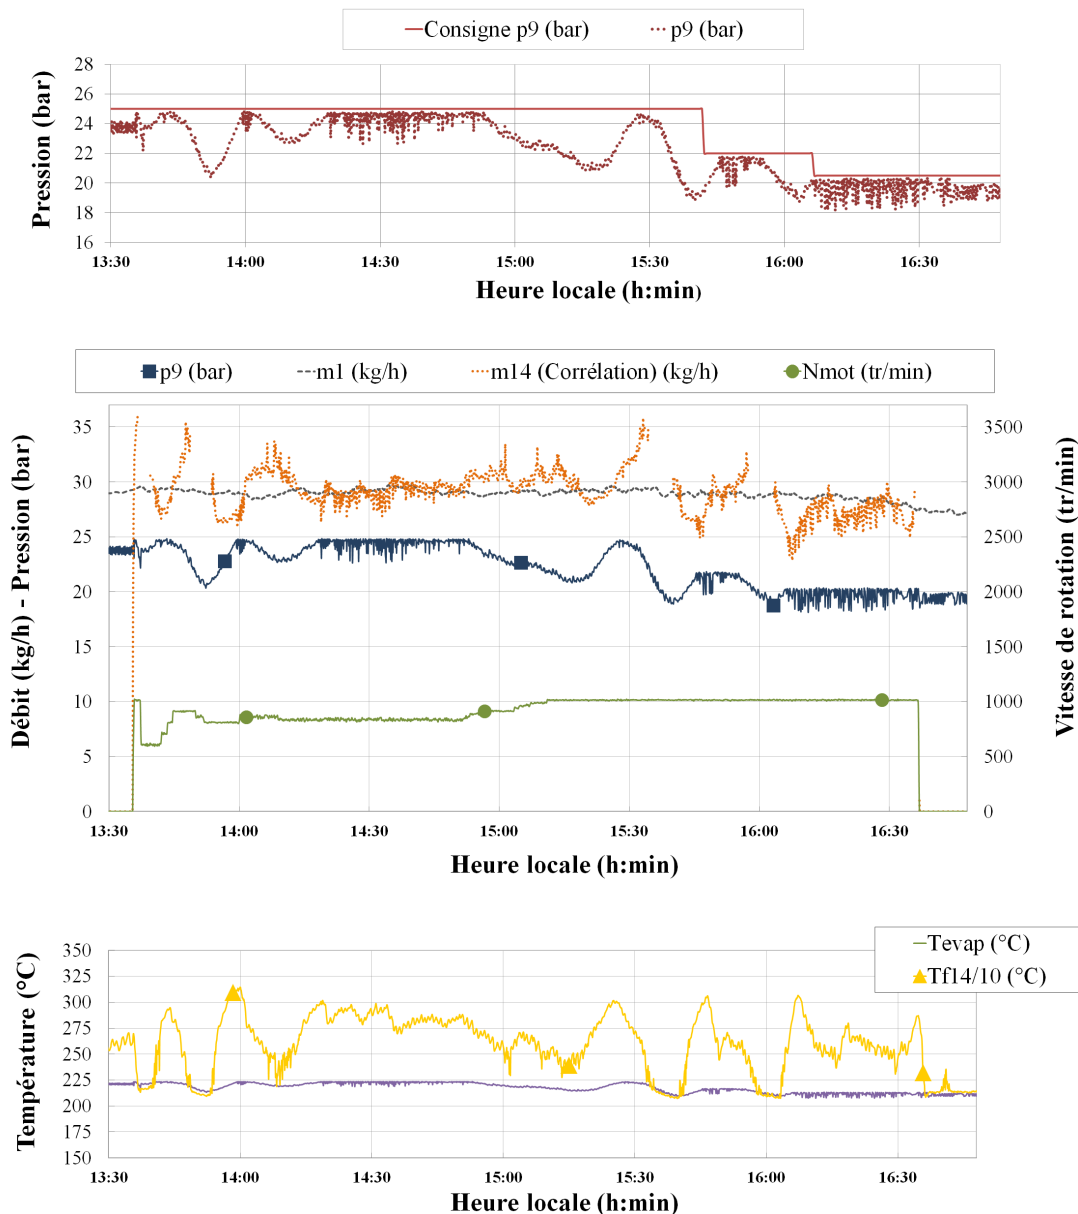 Consigne p9 (bar) p9 (bar)
Pression (bar)
28
26
24
22
20
18
16
13:30 14:00 14:30 15:00 15:30 16:00 16:30
Heure locale (h:min)
p9 (bar) m1 (kg/h) m14 (Corrélation) (kg/h) Nmot (tr/min)
Débit (kg/h) - Pression (bar)
Vitesse de rotation (tr/min)
35 3500
30 3000
25 2500
20 2000
15 1500
10 1000
5 500
0 0
13:30 14:00 14:30 15:00 15:30 16:00 16:30
Heure locale (h:min)
Tevap (°C)
Tf14/10 (°C)
Température (°C)
350
325
300
275
250
225
200
175
150
13:30 14:00 14:30 15:00 15:30 16:00 16:30
Heure locale (h:min)